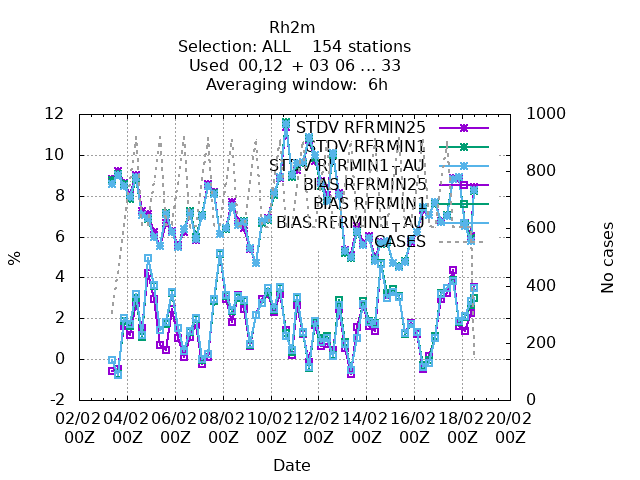 Rh2m
Selection: ALL 154 stations
Used 00,12 + 03 06 ... 33
Averaging window: 6h
12 1000
STDV RFRMIN25
STDV RFRMIN1
10 800
STDV RFRMIN1_AU
BIAS RFRMIN25
8
BIAS RFRMIN1
BIAS RFRMIN1_AU
6 600
CASES
%
No cases
4 400
2
200
0
-2 0
02/02 04/02 06/02 08/02 10/02 12/02 14/02 16/02 18/02 20/02
00Z 00Z 00Z 00Z 00Z 00Z 00Z 00Z 00Z 00Z
Date